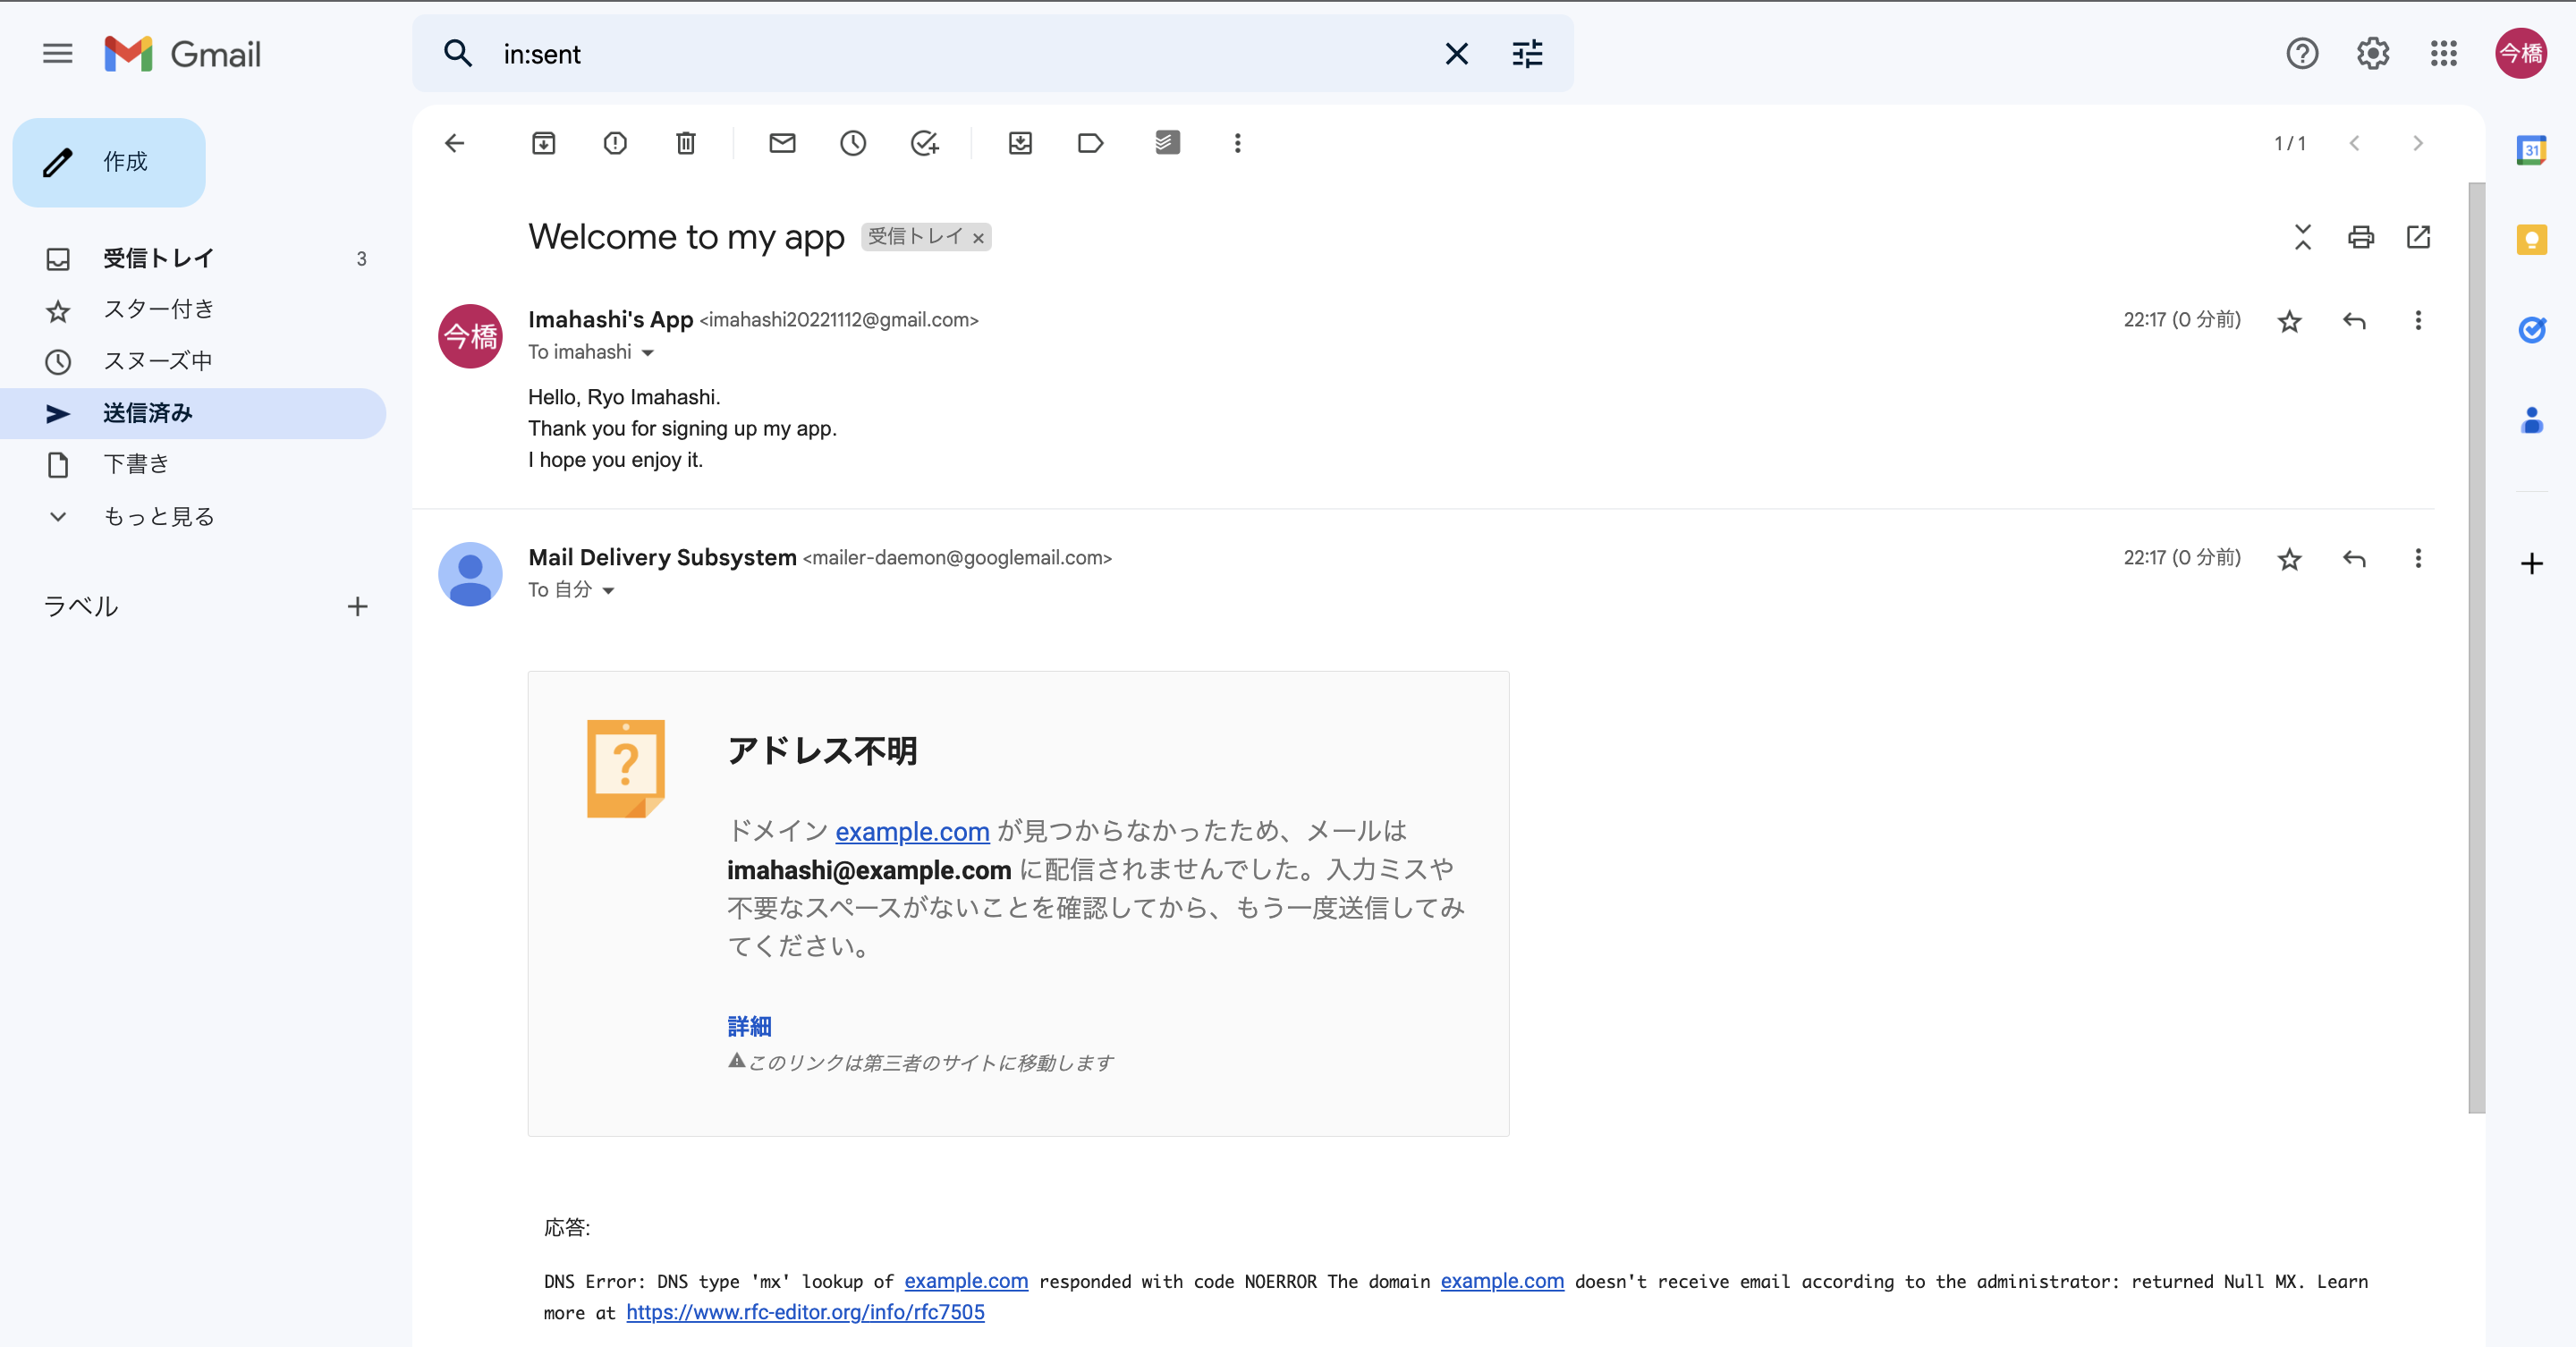 Gmail
in:sent
今橋
作成
1 / 1
31
受信トレイ 3
スター付き
スヌーズ中
送信済み
下書き
もっと見る
ラベル
Welcome to my app 受信トレイ ×
今橋
Imahashi's App <imahashi20221112@gmail.com> 22:17 (0 分前)
To imahashi
Hello, Ryo Imahashi.
Thank you for signing up my app.
I hope you enjoy it.
Mail Delivery Subsystem <mailer-daemon@googlemail.com> 22:17 (0 分前)
To 自分
アドレス不明
ドメイン example.com が見つからなかったため、メールは
imahashi@example.com に配信されませんでした。入力ミスや
不要なスペースがないことを確認してから、もう一度送信してみ
てください。
詳細
このリンクは第三者のサイトに移動します
応答:
DNS Error: DNS type 'mx' lookup of example.com responded with code NOERROR The domain example.com doesn't receive email according to the administrator: returned Null MX. Learn
more at https://www.rfc-editor.org/info/rfc7505